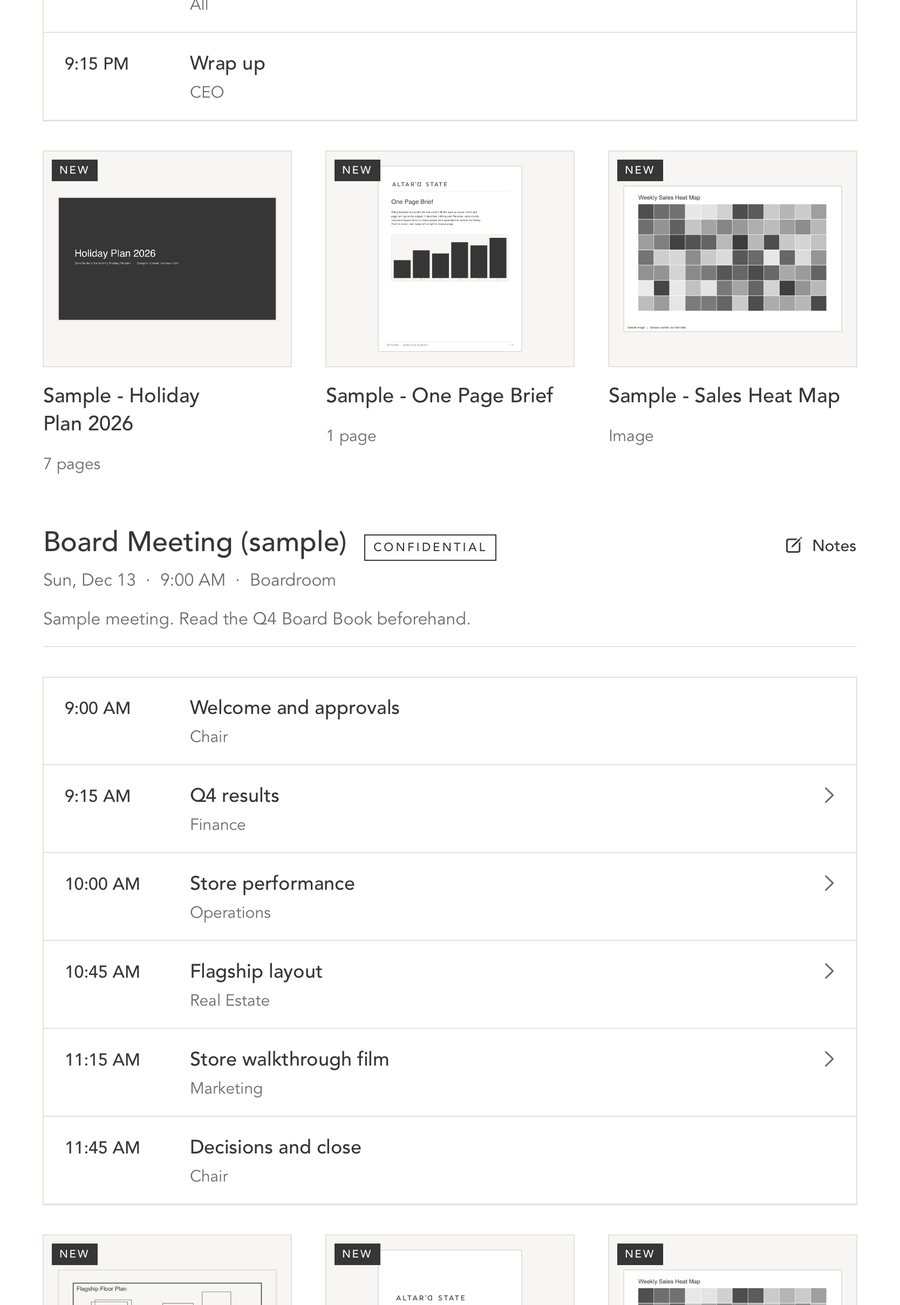 All
9:15 PM
Wrap up
CEO
NEW
Holiday Plan 2026
NEW
ALTAR'D STATE
One Page Brief
NEW
Weekly Sales Heat Map
Sample - Holiday
Plan 2026
7 pages
Sample - One Page Brief
1 page
Sample - Sales Heat Map
Image
Board Meeting (sample)
CONFIDENTIAL
Notes
Sun, Dec 13 · 9:00 AM · Boardroom
Sample meeting. Read the Q4 Board Book beforehand.
9:00 AM
Welcome and approvals
Chair
9:15 AM
Q4 results
Finance
10:00 AM
Store performance
Operations
10:45 AM
Flagship layout
Real Estate
11:15 AM
Store walkthrough film
Marketing
11:45 AM
Decisions and close
Chair
NEW
Flagship Floor Plan
NEW
ALTAR'D STATE
NEW
Weekly Sales Heat Map